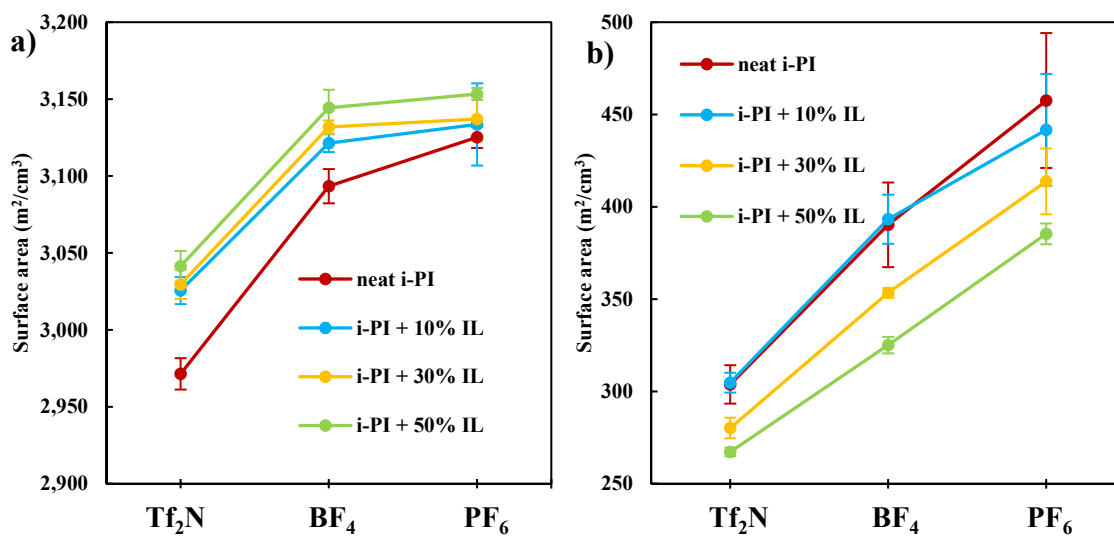 a)
Surface area (m²/cm³)
3,200
3,150
3,100
3,050
3,000
2,950
2,900
neat i-PI
i-PI + 10% IL
i-PI + 30% IL
i-PI + 50% IL
Tf₂N BF₄ PF₆
b)
Surface area (m²/cm³)
500
450
400
350
300
250
neat i-PI
i-PI + 10% IL
i-PI + 30% IL
i-PI + 50% IL
Tf₂N BF₄ PF₆